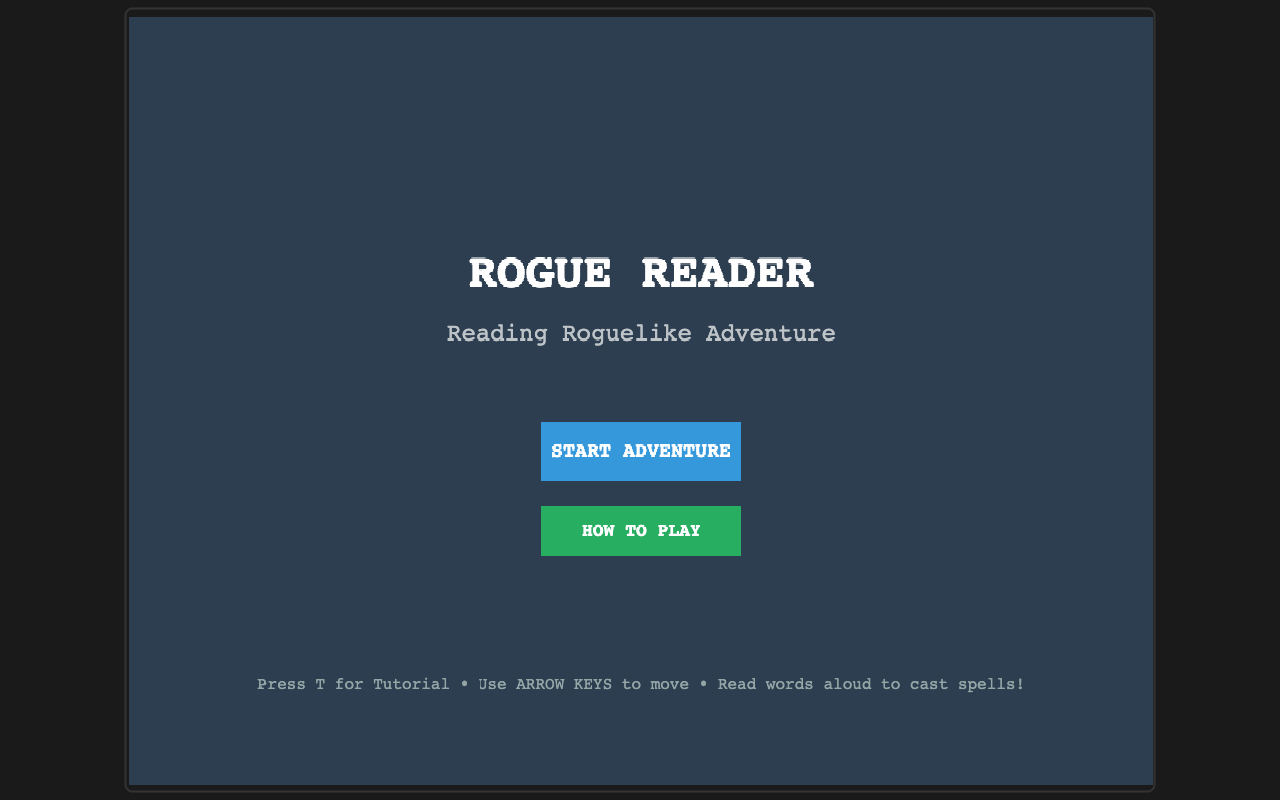 ROGUE READER
Reading Roguelike Adventure
START ADVENTURE
HOW TO PLAY
Press T for Tutorial • Use ARROW KEYS to move • Read words aloud to cast spells!